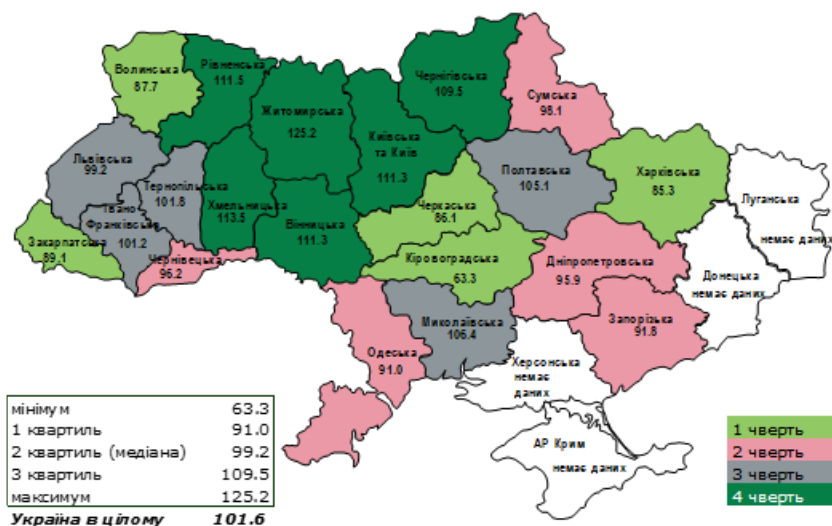 Волинська
87.7
Рівненська
111.5
Житомирська
125.2
Київська
та Київ
111.3
Чернігівська
109.5
Сумська
98.1
Львівська
99.2
Тернопільська
101.8
Хмельницька
113.5
Вінницька
111.3
Черкаська
86.1
Полтавська
105.1
Харківська
85.3
Луганська
немає даних
Івано
Франківська
101.2
Закарпатська
89.1
Чернівецька
96.2
Кіровоградська
63.3
Дніпропетровська
95.9
Донецька
немає даних
Одеська
91.0
Миколаївська
106.4
Запорізька
91.8
Херсонська
немає
даних
АР Крим
немає даних
мінімум 63.3
1 квартиль 91.0
2 квартиль (медіана) 99.2
3 квартиль 109.5
максимум 125.2
Україна в цілому 101.6
1 чверть
2 чверть
3 чверть
4 чверть